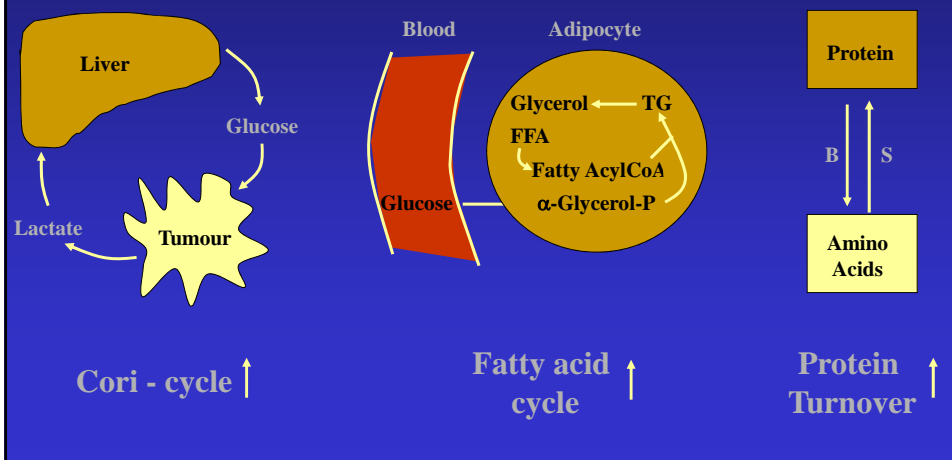 Liver
Glucose
Lactate
Tumour
Cori - cycle
Blood
Adipocyte
Glycerol
TG
FFA
Fatty AcylCoA
Glucose
α-Glycerol-P
Fatty acid
cycle
Protein
B
S
Amino
Acids
Protein
Turnover